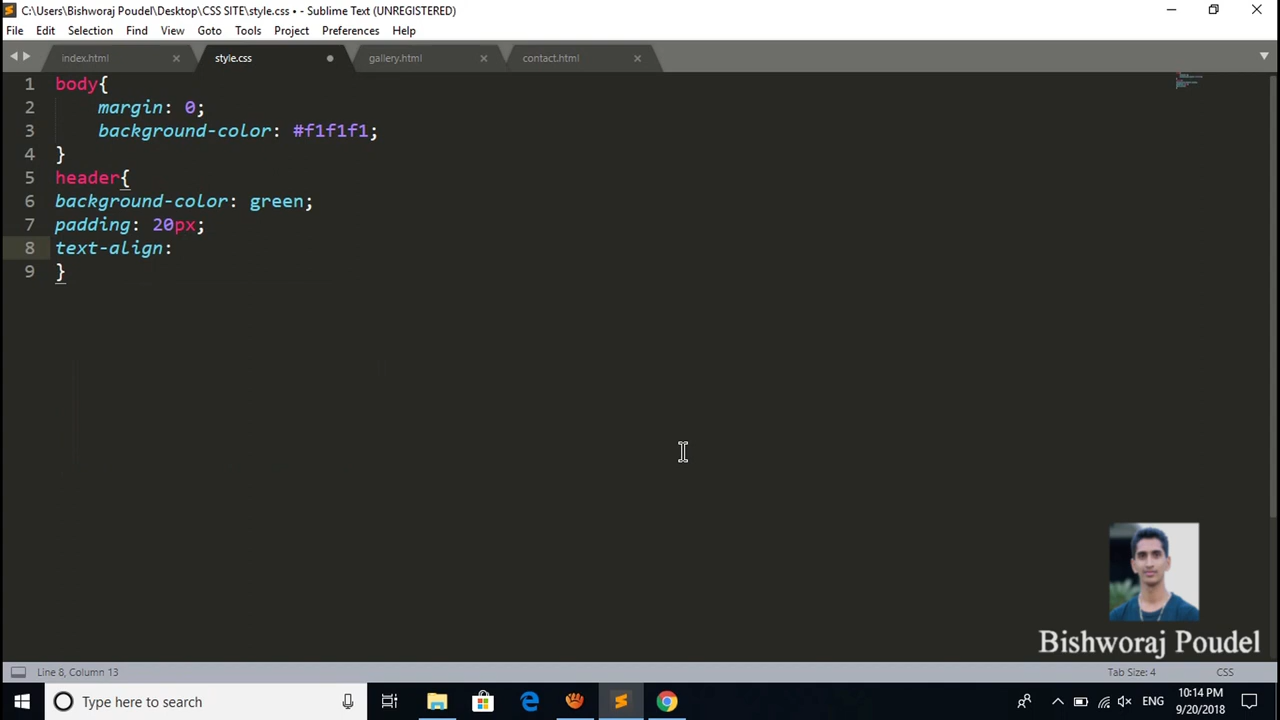 C:\Users\Bishworaj Poudel\Desktop\CSS SITE\style.css • - Sublime Text (UNREGISTERED)
File Edit Selection Find View Goto Tools Project Preferences Help
index.html style.css gallery.html contact.html
1 body{
2 margin: 0;
3 background-color: #f1f1f1;
4 }
5 header{
6 background-color: green;
7 padding: 20px;
8 text-align:
9 }
Bishworaj Poudel
Line 8, Column 13 Tab Size: 4 CSS
Type here to search ENG 10:14 PM
9/20/2018